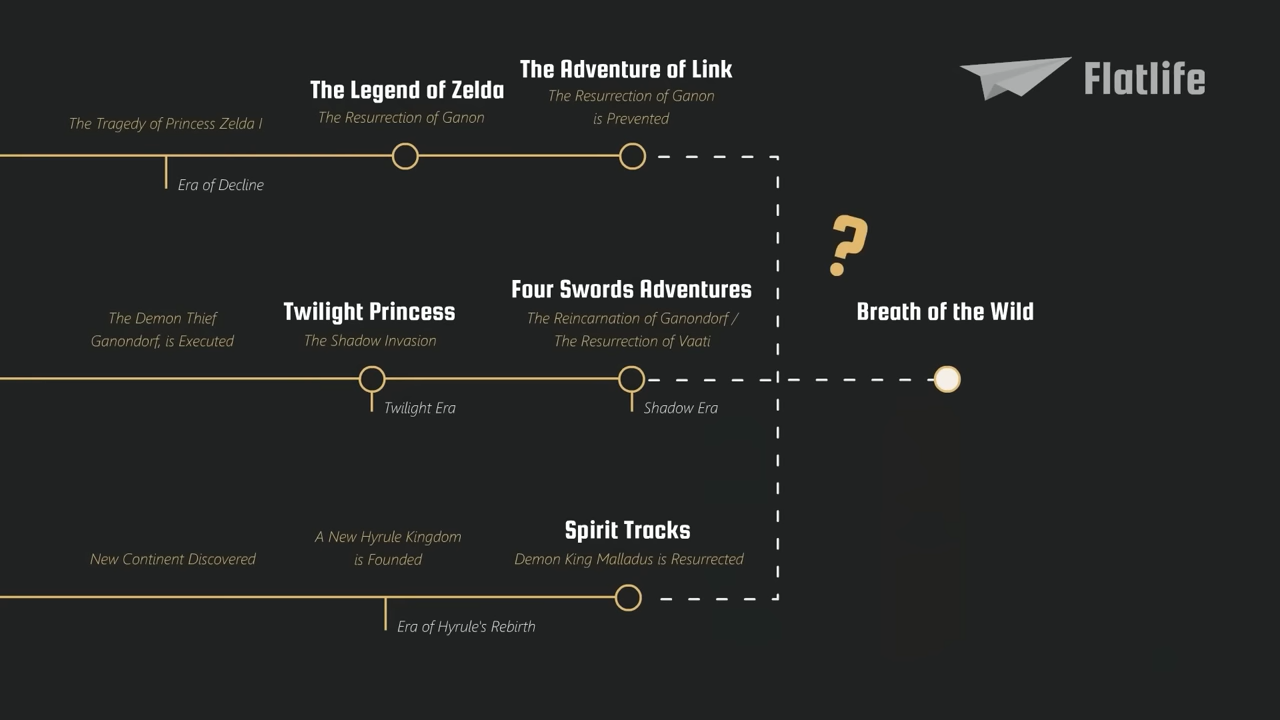 Flatlife
The Legend of Zelda
The Resurrection of Ganon
The Adventure of Link
The Resurrection of Ganon
is Prevented
The Tragedy of Princess Zelda I
Era of Decline
?
The Demon Thief
Ganondorf, is Executed
Twilight Princess
The Shadow Invasion
Twilight Era
Four Swords Adventures
The Reincarnation of Ganondorf /
The Resurrection of Vaati
Shadow Era
Breath of the Wild
New Continent Discovered
A New Hyrule Kingdom
is Founded
Era of Hyrule's Rebirth
Spirit Tracks
Demon King Malladus is Resurrected